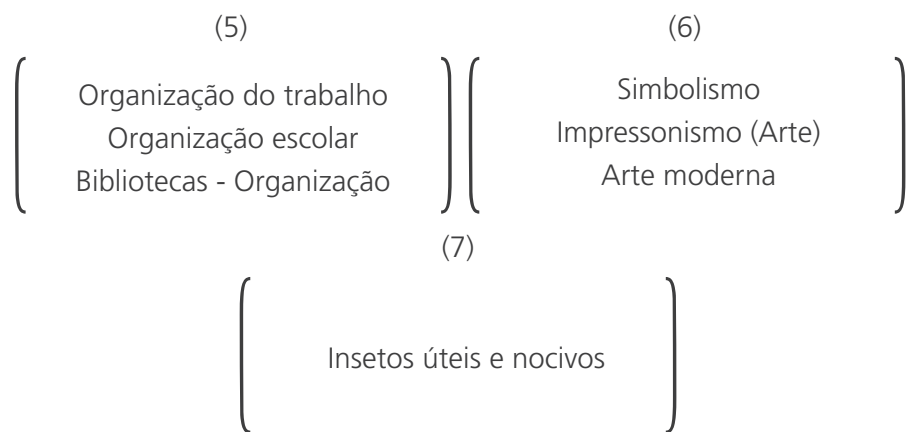 (5)
Organização do trabalho
Organização escolar
Bibliotecas - Organização
(6)
Simbolismo
Impressonismo (Arte)
Arte moderna
(7)
Insetos úteis e nocivos